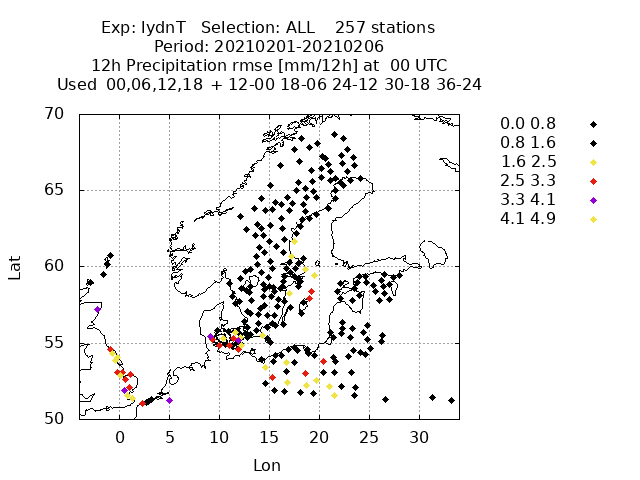 Exp: IydnT   Selection: ALL    257 stations
Period: 20210201-20210206
12h Precipitation rmse [mm/12h] at  00 UTC
Used  00,06,12,18  + 12-00 18-06 24-12 30-18 36-24
0.0 0.8
0.8 1.6
1.6 2.5
2.5 3.3
3.3 4.1
4.1 4.9
70
65
60
55
50
Lat
0 5 10 15 20 25 30
Lon